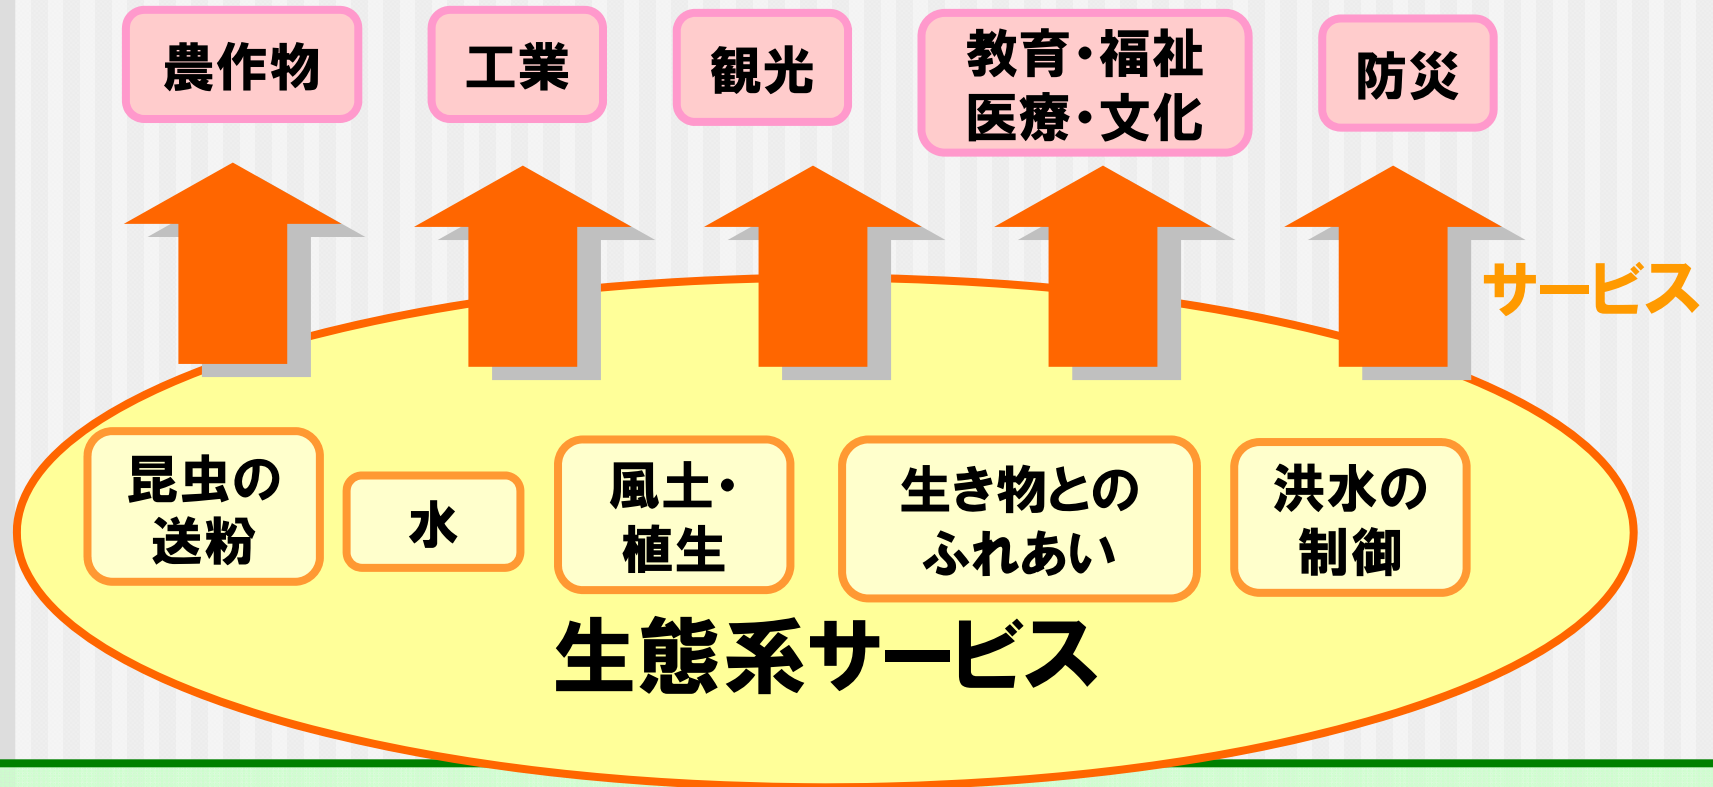 農作物
工業
観光
教育・福祉
医療・文化
防災
サービス
昆虫の
送粉
水
風土・
植生
生き物との
ふれあい
洪水の
制御
生態系サービス